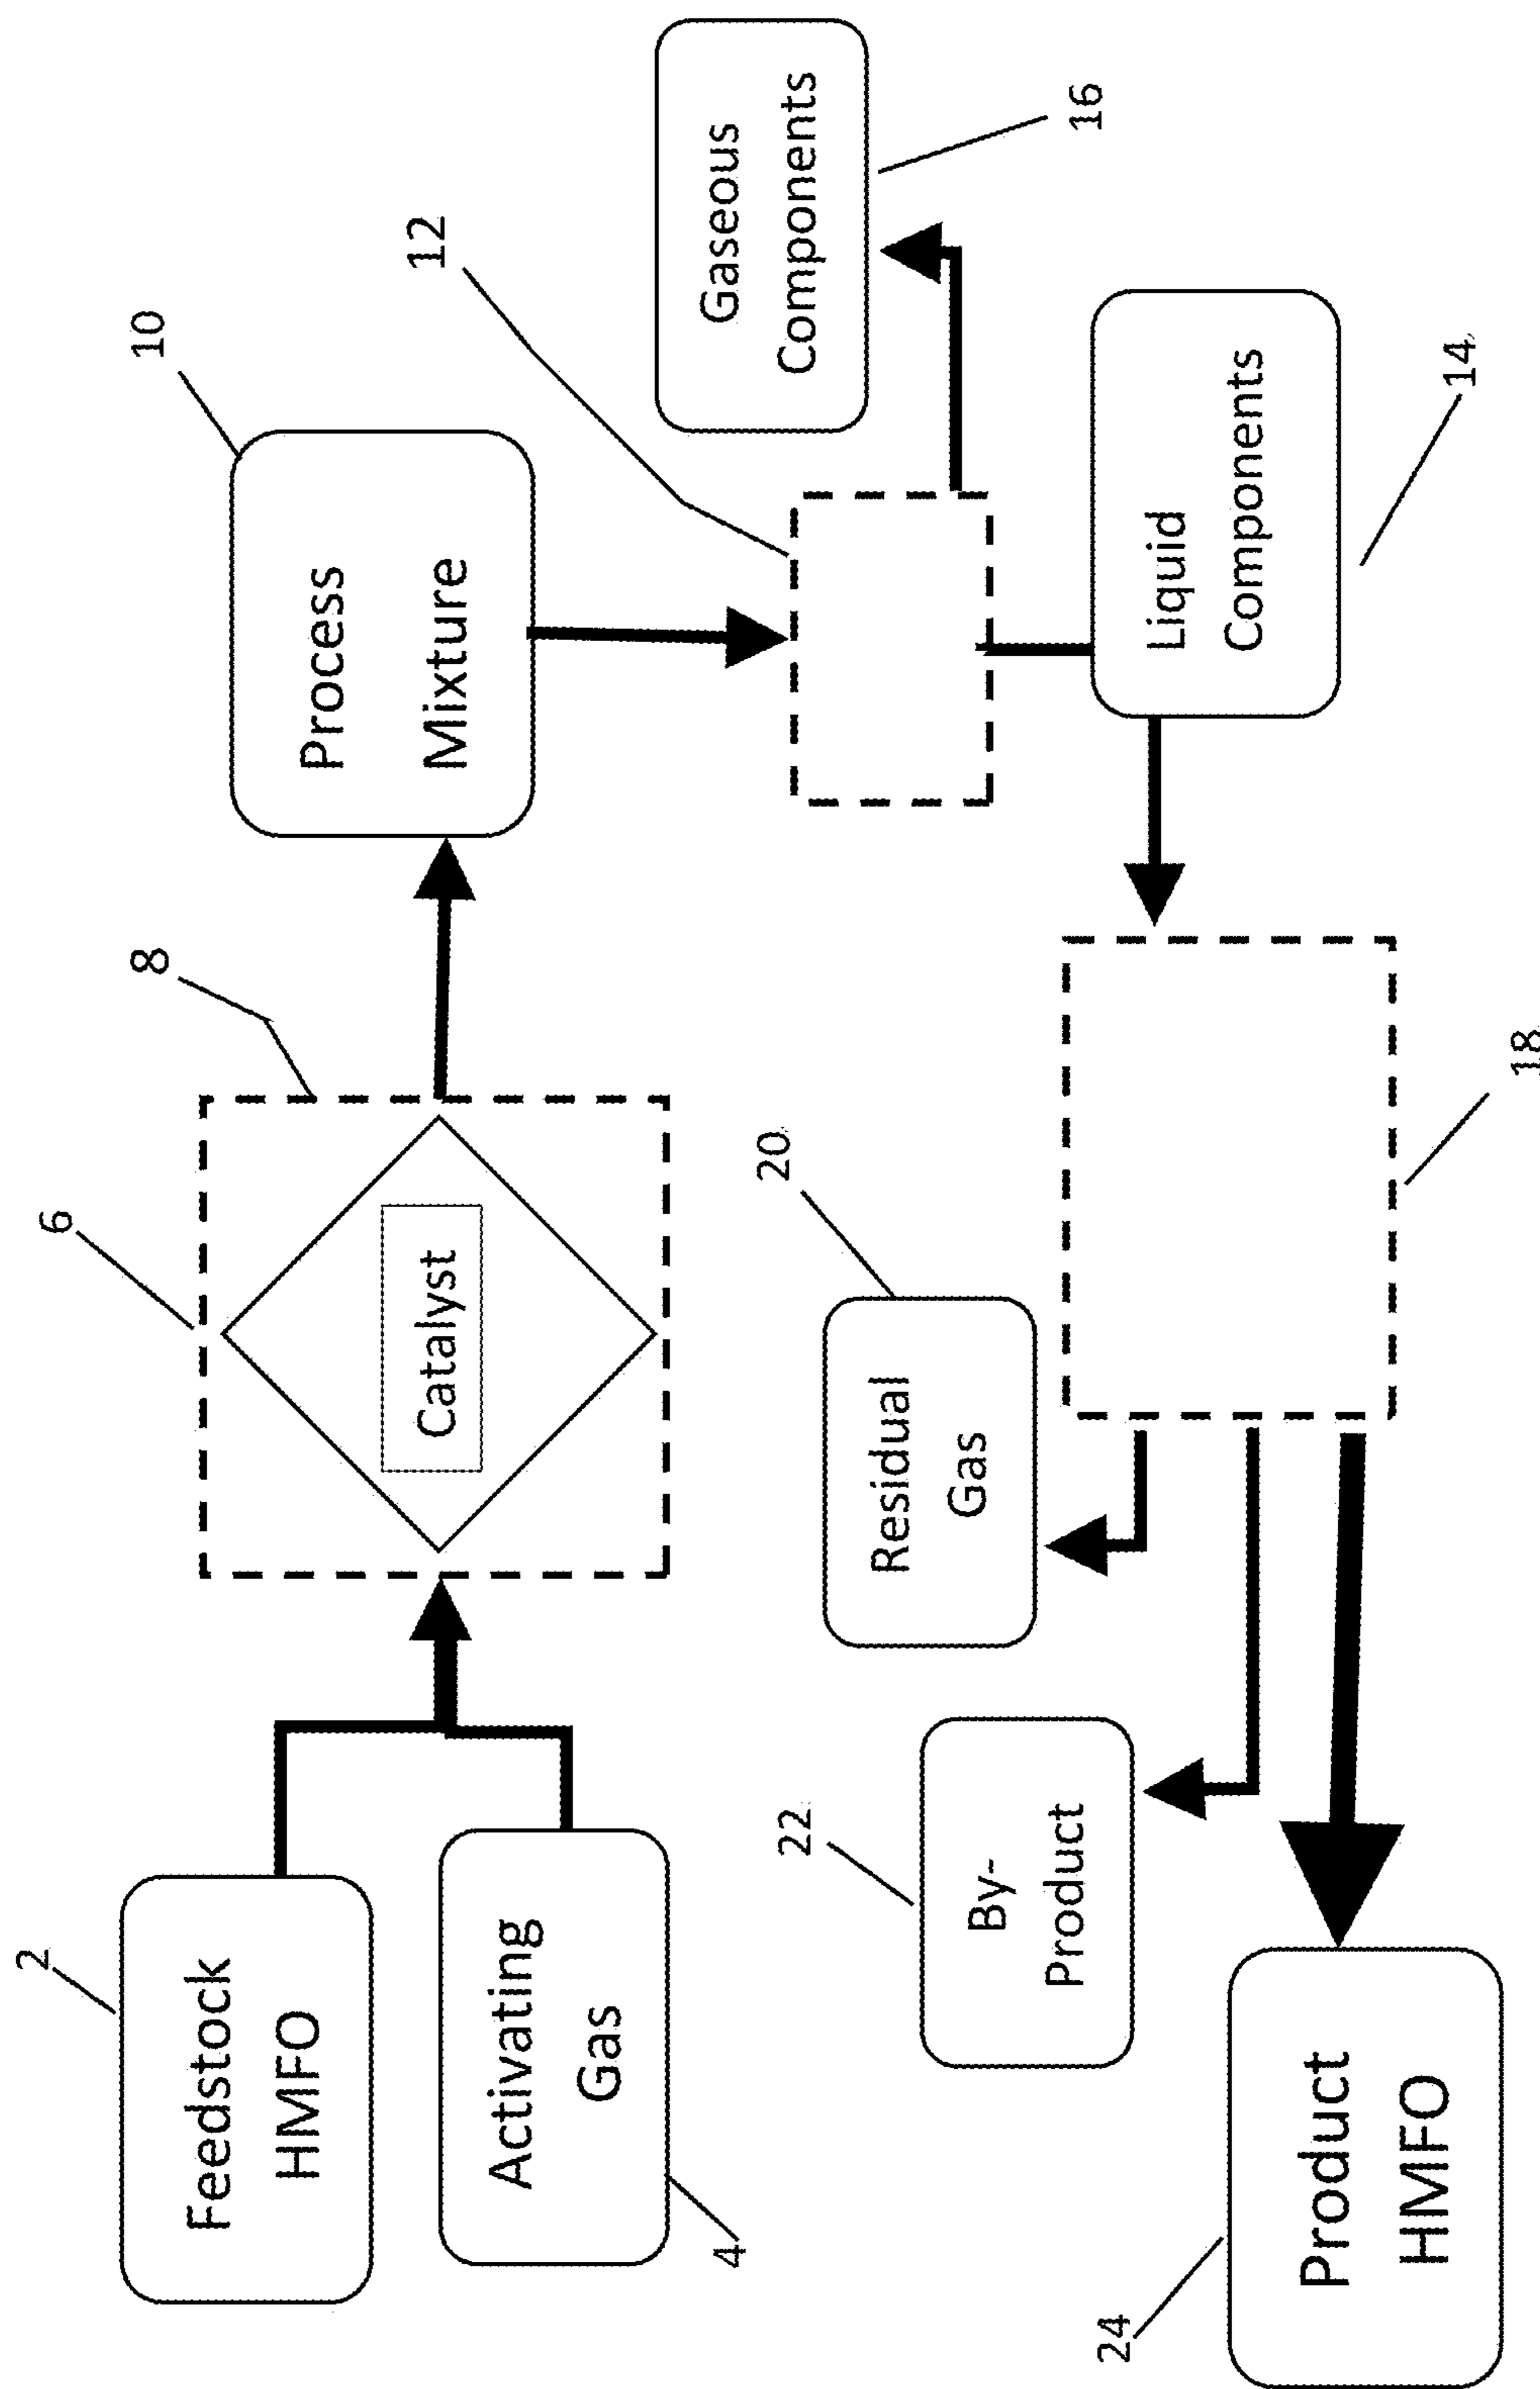 2
Feedstock
HMFO
Activating
Gas
4
6
Catalyst
8
10
Process
Mixture
12
Gaseous
Components
16
Liquid
Components
14
18
20
Residual
Gas
22
By-
Product
24
Product
HMFO